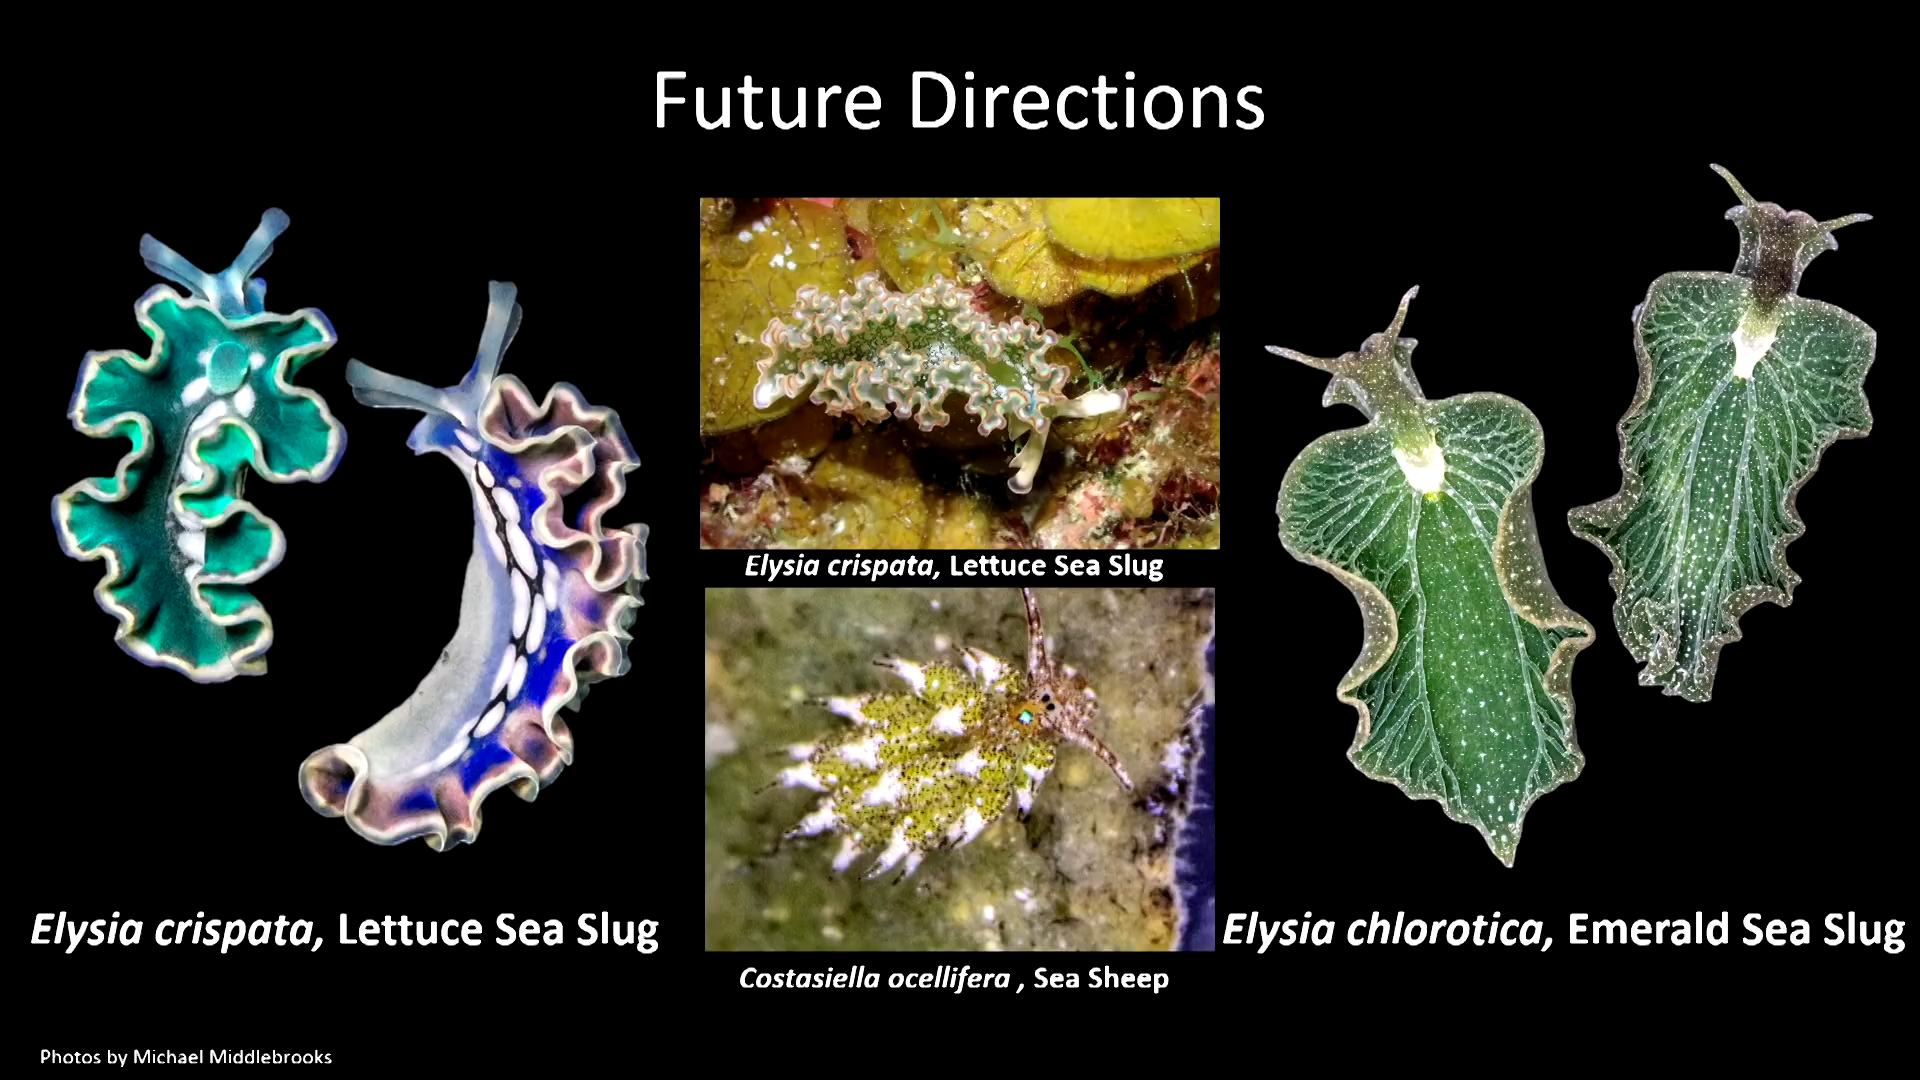 Future Directions
Elysia crispata, Lettuce Sea Slug
Costasiella ocellifera , Sea Sheep
Elysia crispata, Lettuce Sea Slug
Elysia chlorotica, Emerald Sea Slug
Photos by Michael Middlebrooks